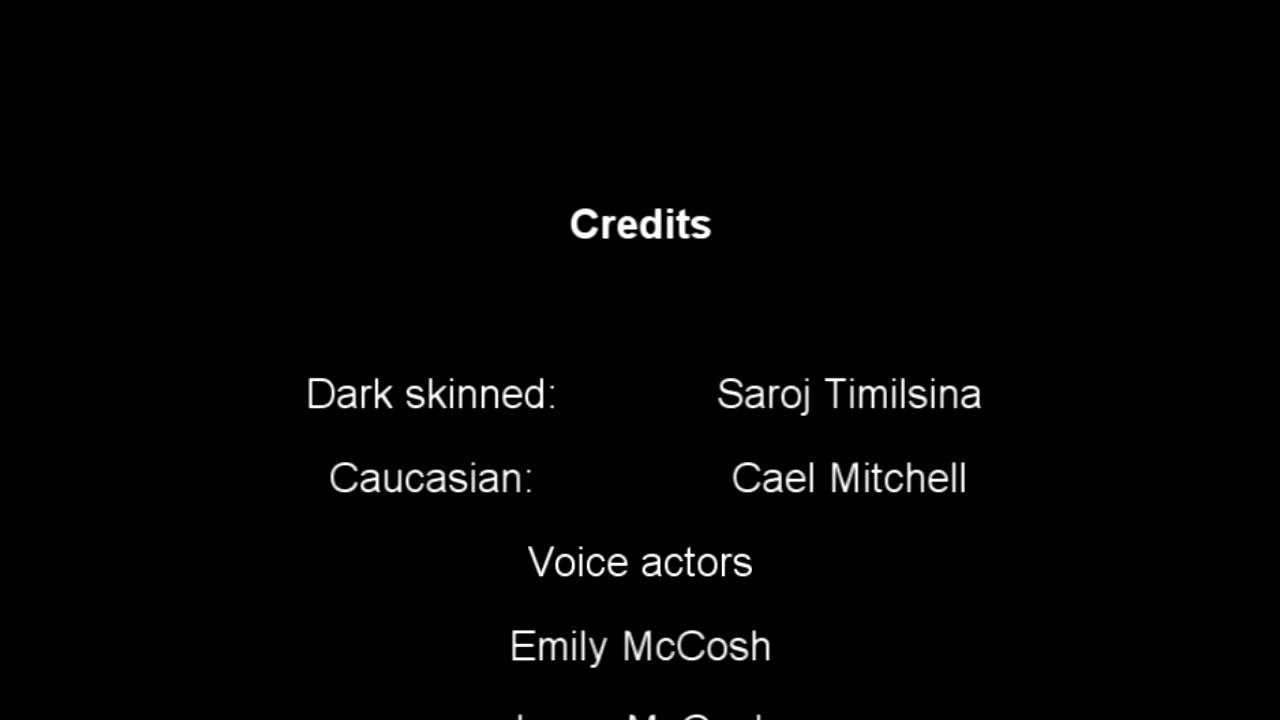 Credits
Dark skinned: Saroj Timilsina
Caucasian: Cael Mitchell
Voice actors
Emily McCosh